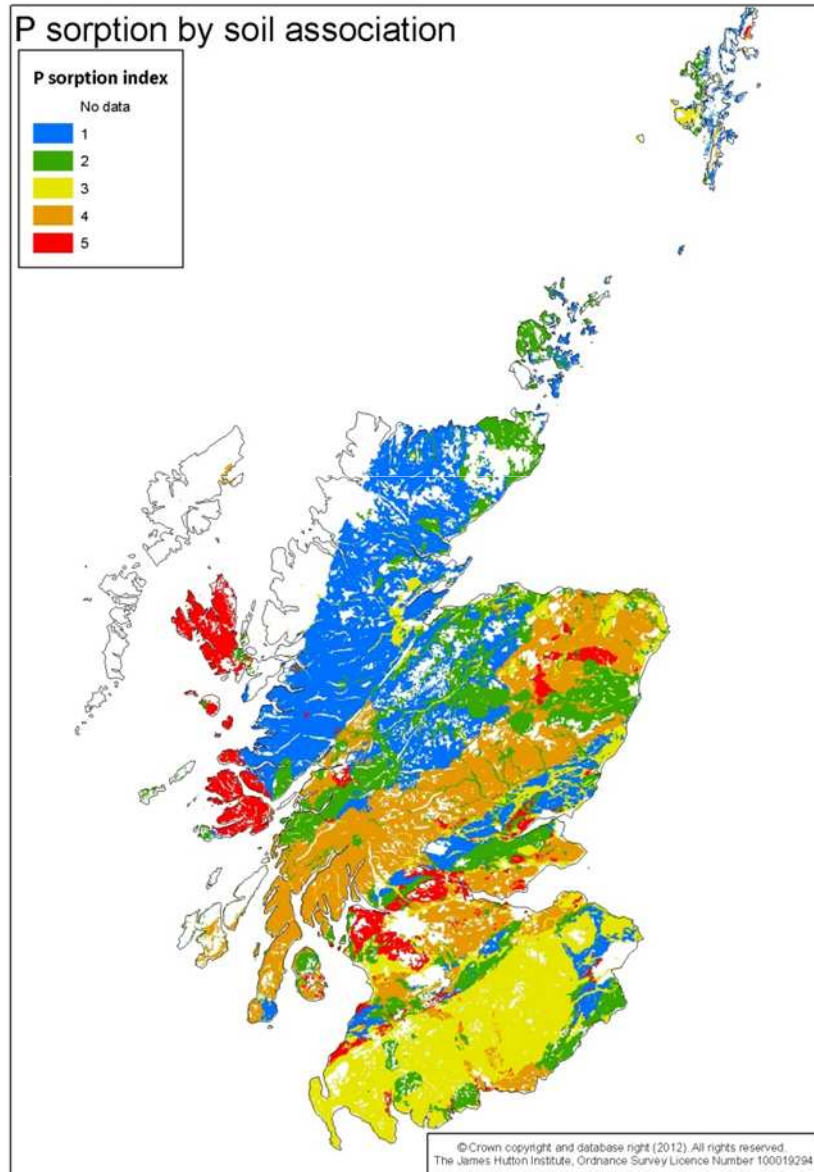 P sorption by soil association
P sorption index
No data
1
2
3
4
5
© Crown copyright and database right (2012). All rights reserved.
The James Hutton Institute, Ordnance Survey Licence Number 100019294